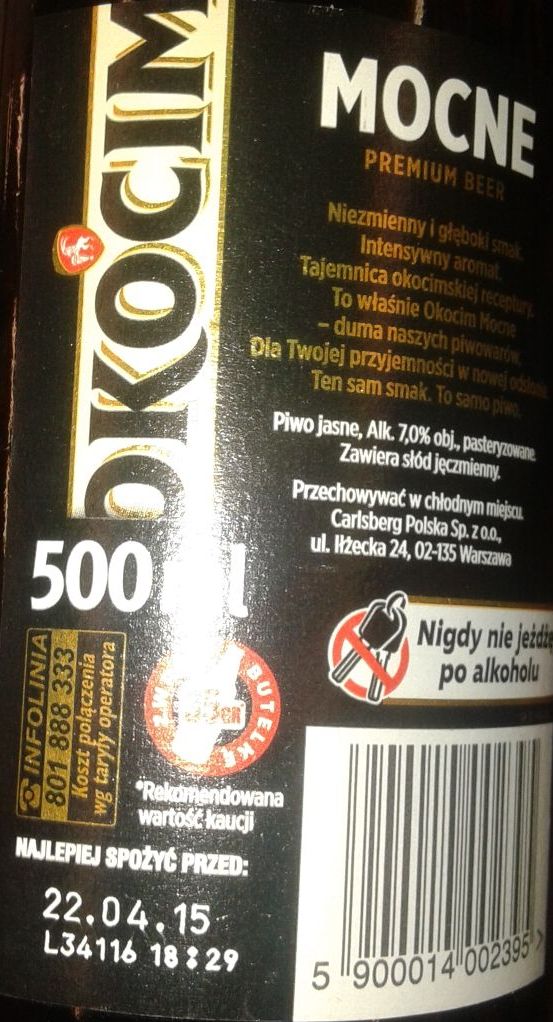 OKOCIM
MOCNE
PREMIUM BEER
Niezmienny i głęboki smak.
Intensywny aromat.
Tajemnica okocimskiej receptury.
To właśnie Okocim Mocne
– duma naszych piwowarów.
Dla Twojej przyjemności w nowej
Ten sam smak. To samo piwo.
Piwo jasne, Alk. 7,0% obj., pasteryzowane.
Zawiera słód jęczmienny.
Przechowywać w chłodnym miejscu.
Carlsberg Polska Sp. z o.o.,
ul. Iłżecka 24, 02-135 Warszawa
500
INFOLINIA
801 888 333
Koszt połączenia
wg taryfy operatora
BUTELKĘ
*Rekomendowana
wartość kaucji
Nigdy nie jeżdżę
po alkoholu
NAJLEPIEJ SPOŻYĆ PRZED:
22.04.15
L34116 18:29
5 900014 002395 >